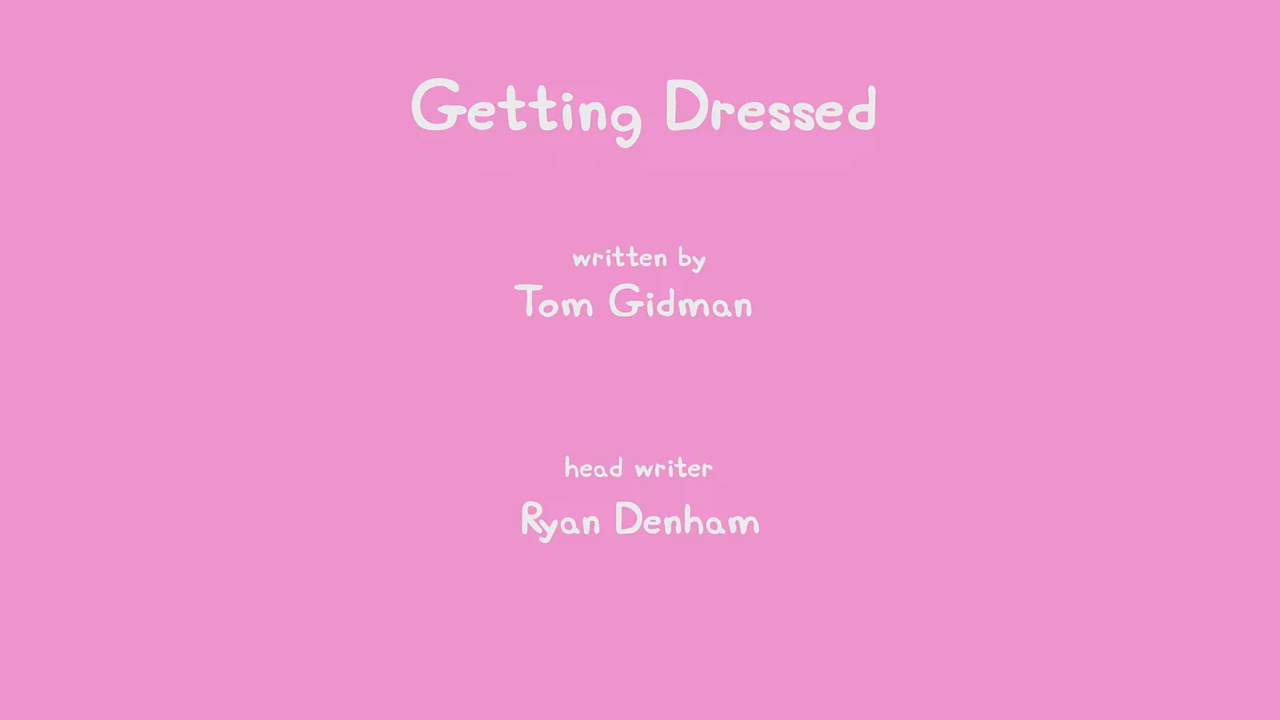 Getting Dressed
written by
Tom Gidman
head writer
Ryan Denham